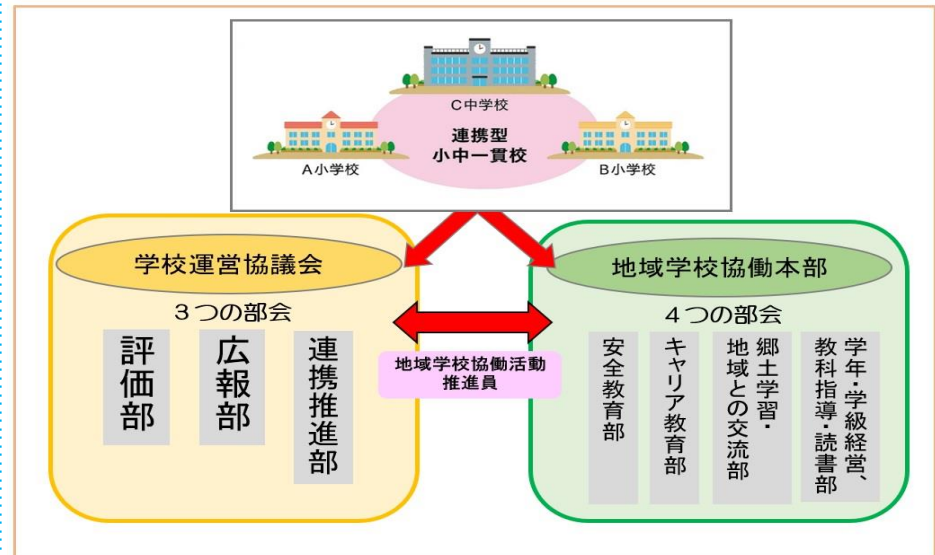 C中学校
連携型
小中一貫校
A小学校
B小学校
学校運営協議会
3つの部会
評価部
広報部
連携推進部
地域学校協働活動
推進員
地域学校協働本部
4つの部会
安全教育部
キャリア教育部
郷土学習・
地域との交流部
学年・学級経営、
教科指導・読書部